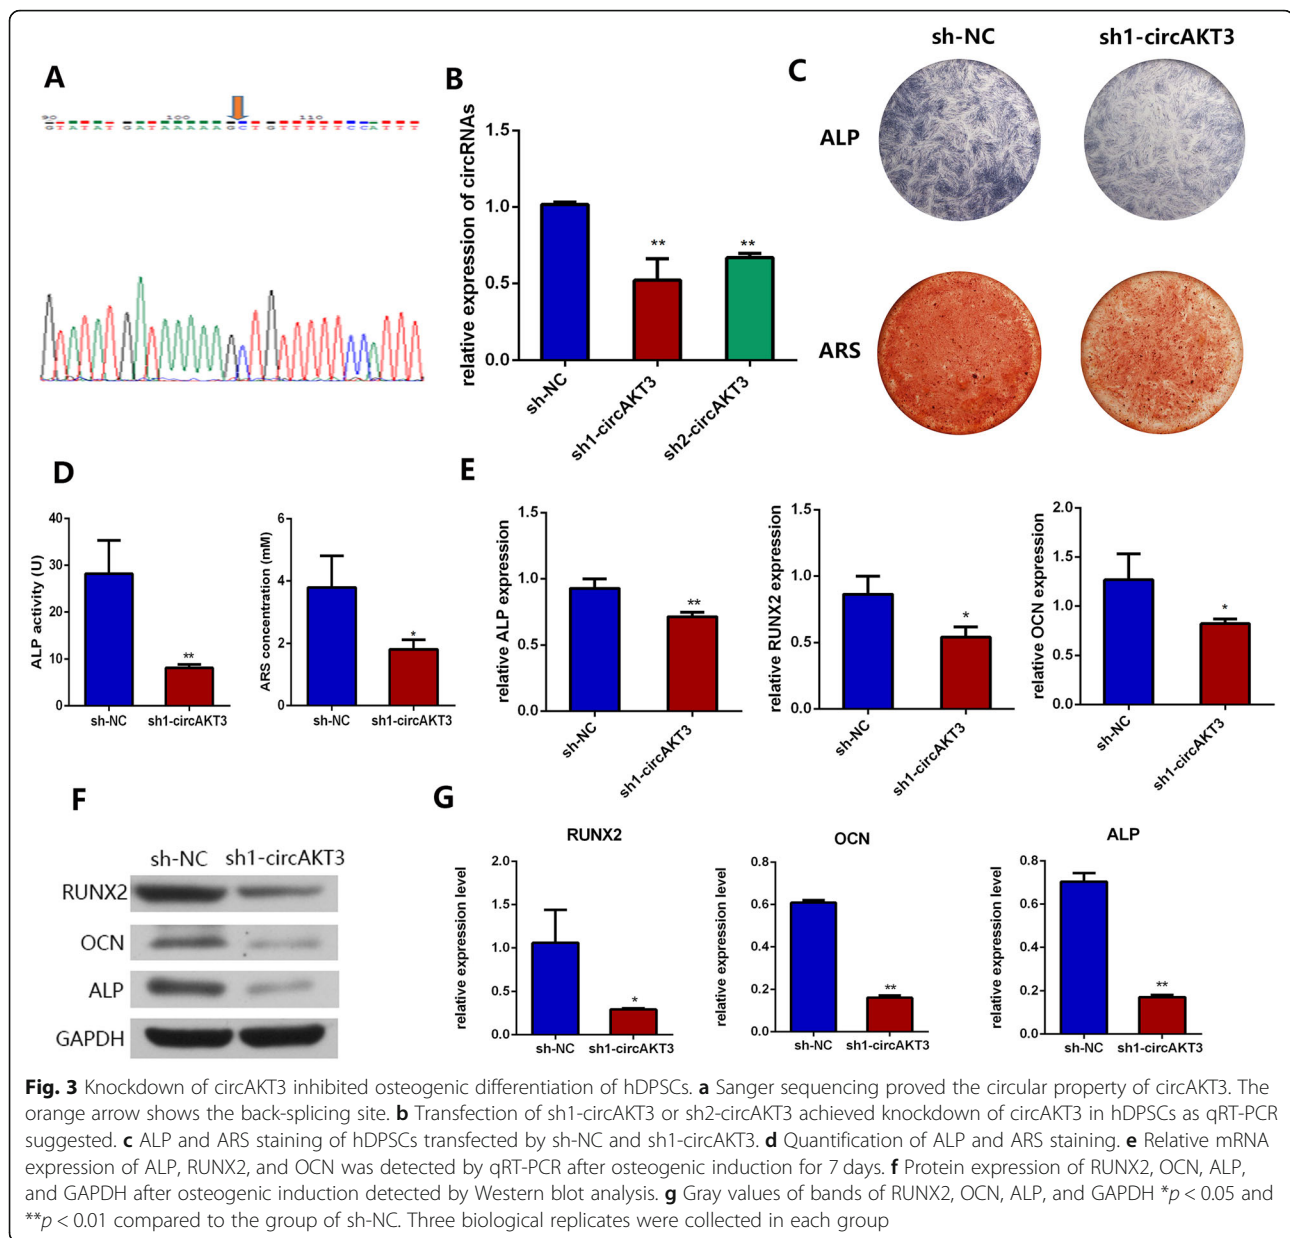 A
90 100 110
G T A T A T G A T A A A A A G C T G T T T T T C C A T T T
B
relative expression of circRNAs
1.5
1.0
0.5
0.0
**
**
sh-NC
sh1-circAKT3
sh2-circAKT3
C
sh-NC sh1-circAKT3
ALP
ARS
D
ALP activity (U)
40
30
20
10
0
**
sh-NC sh1-circAKT3
ARS concentration (mM)
6
4
2
0
*
sh-NC sh1-circAKT3
E
relative ALP expression
1.5
1.0
0.5
0.0
**
sh-NC
sh1-circAKT3
relative RUNX2 expression
1.5
1.0
0.5
0.0
*
sh-NC
sh1-circAKT3
relative OCN expression
2.0
1.5
1.0
0.5
0.0
*
sh-NC
sh1-circAKT3
F
sh-NC sh1-circAKT3
RUNX2
OCN
ALP
GAPDH
G
RUNX2
relative expression level
2.0
1.5
1.0
0.5
0.0
*
sh-NC sh1-circAKT3
OCN
relative expression level
0.8
0.6
0.4
0.2
0.0
**
sh-NC sh1-circAKT3
ALP
relative expression level
0.8
0.6
0.4
0.2
0.0
**
sh-NC sh1-circAKT3
Fig. 3 Knockdown of circAKT3 inhibited osteogenic differentiation of hDPSCs. a Sanger sequencing proved the circular property of circAKT3. The
orange arrow shows the back-splicing site. b Transfection of sh1-circAKT3 or sh2-circAKT3 achieved knockdown of circAKT3 in hDPSCs as qRT-PCR
suggested. c ALP and ARS staining of hDPSCs transfected by sh-NC and sh1-circAKT3. d Quantification of ALP and ARS staining. e Relative mRNA
expression of ALP, RUNX2, and OCN was detected by qRT-PCR after osteogenic induction for 7 days. f Protein expression of RUNX2, OCN, ALP,
and GAPDH after osteogenic induction detected by Western blot analysis. g Gray values of bands of RUNX2, OCN, ALP, and GAPDH *p < 0.05 and
**p < 0.01 compared to the group of sh-NC. Three biological replicates were collected in each group